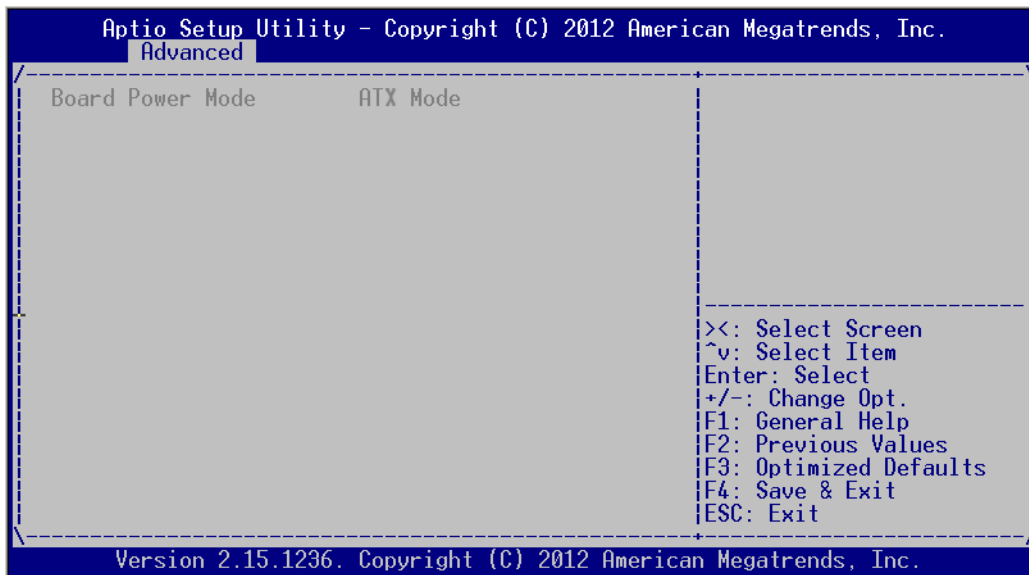 Aptio Setup Utility - Copyright (C) 2012 American Megatrends, Inc.
Advanced
Board Power Mode ATX Mode
><: Select Screen
^v: Select Item
Enter: Select
+/-: Change Opt.
F1: General Help
F2: Previous Values
F3: Optimized Defaults
F4: Save & Exit
ESC: Exit
Version 2.15.1236. Copyright (C) 2012 American Megatrends, Inc.